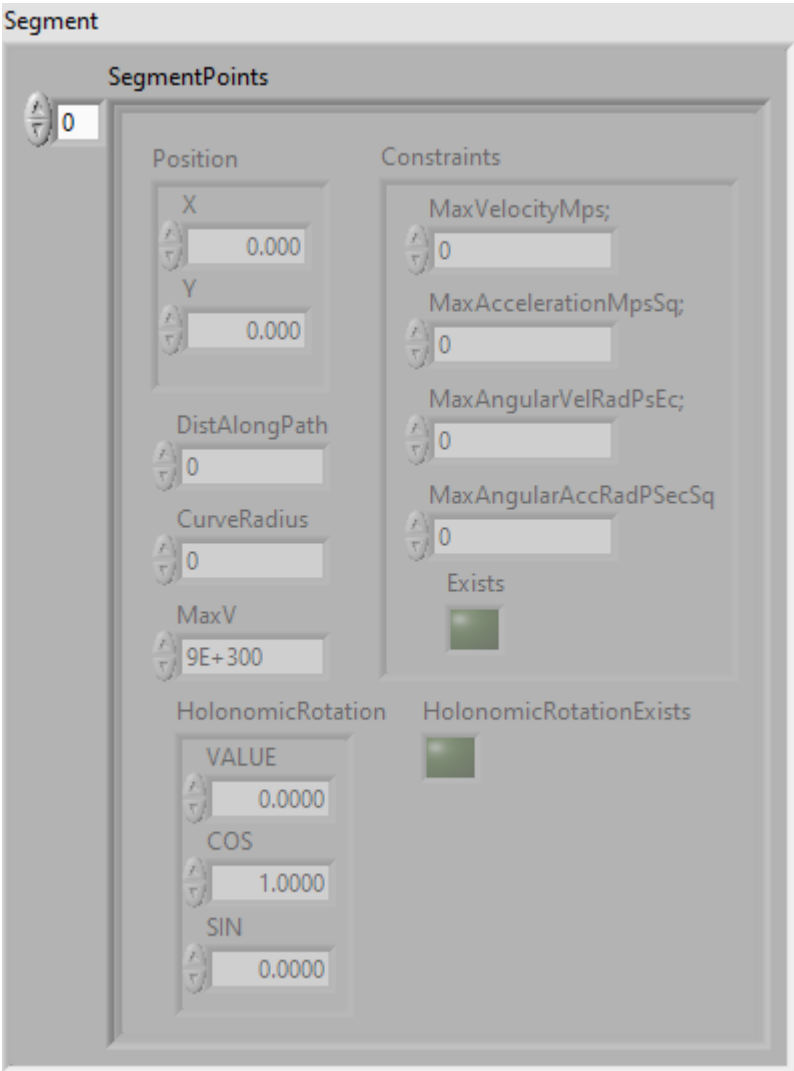 Segment
SegmentPoints
0
Position
X
0.000
Y
0.000
DistAlongPath
0
CurveRadius
0
MaxV
9E+300
Constraints
MaxVelocityMps;
0
MaxAccelerationMpsSq;
0
MaxAngularVelRadPsEc;
0
MaxAngularAccRadPSecSq
0
Exists
HolonomicRotation
VALUE
0.0000
COS
1.0000
SIN
0.0000
HolonomicRotationExists